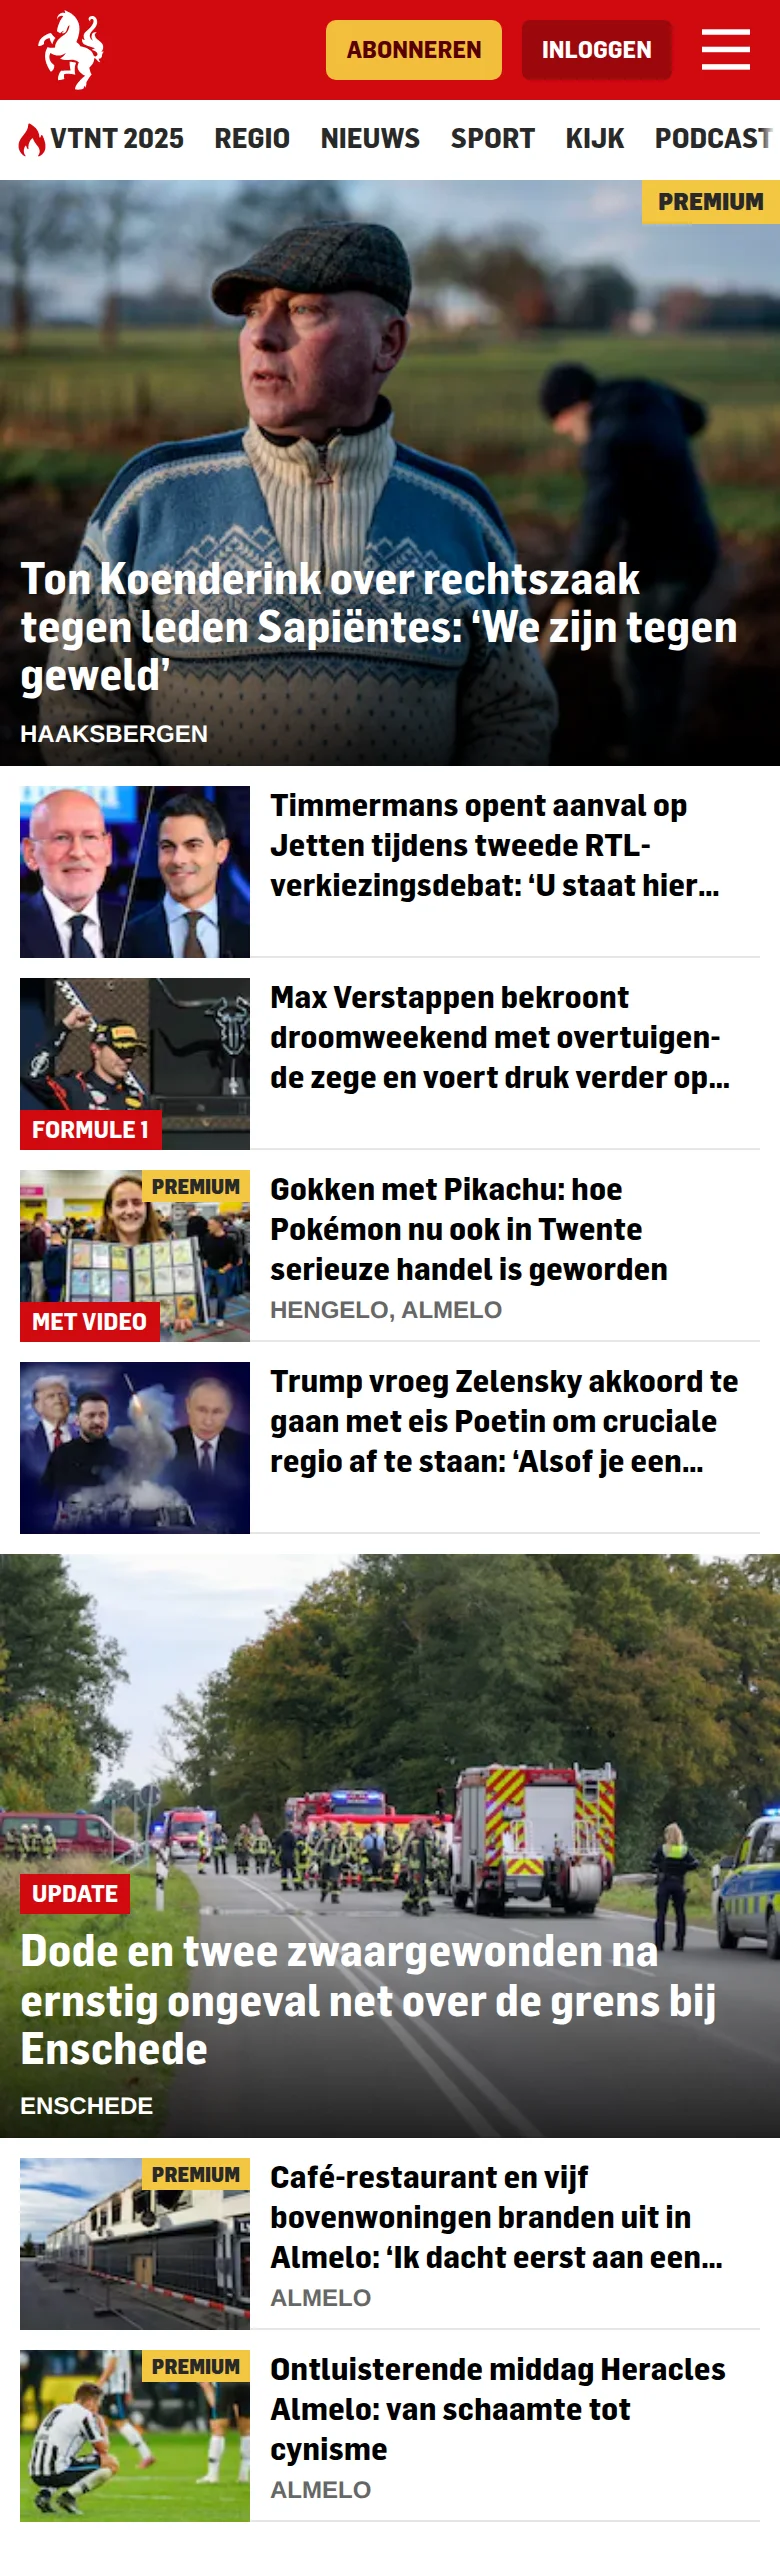 ABONNEREN
INLOGGEN
VTNT 2025 REGIO NIEUWS SPORT KIJK PODCAST
PREMIUM
Ton Koenderink over rechtszaak
tegen leden Sapiëntes: ‘We zijn tegen
geweld’
HAAKSBERGEN
Timmermans opent aanval op
Jetten tijdens tweede RTL-
verkiezingsdebat: ‘U staat hier...
FORMULE 1
Max Verstappen bekroont
droomweekend met overtuigen-
de zege en voert druk verder op...
PREMIUM
MET VIDEO
Gokken met Pikachu: hoe
Pokémon nu ook in Twente
serieuze handel is geworden
HENGELO, ALMELO
Trump vroeg Zelensky akkoord te
gaan met eis Poetin om cruciale
regio af te staan: ‘Alsof je een...
UPDATE
Dode en twee zwaargewonden na
ernstig ongeval net over de grens bij
Enschede
ENSCHEDE
PREMIUM
Café-restaurant en vijf
bovenwoningen branden uit in
Almelo: ‘Ik dacht eerst aan een...
ALMELO
PREMIUM
Ontluisterende middag Heracles
Almelo: van schaamte tot
cynisme
ALMELO